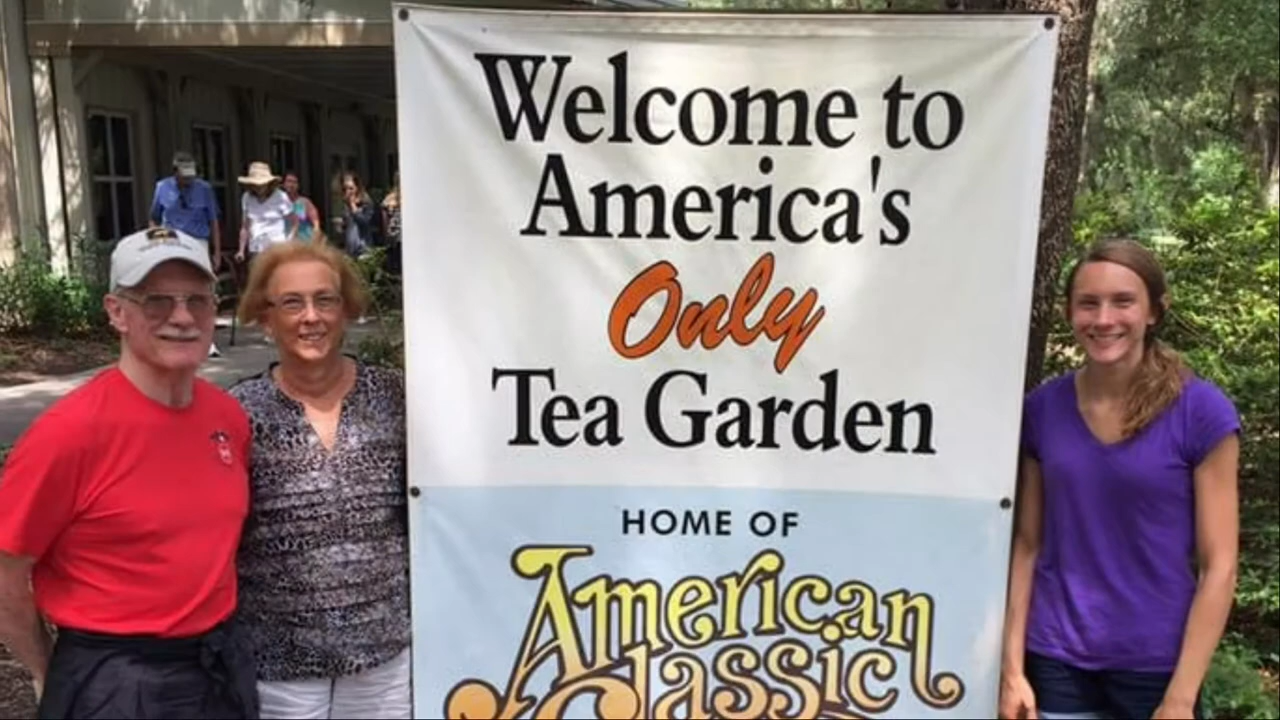 Welcome to
America's
Only
Tea Garden
HOME OF
American
Classic